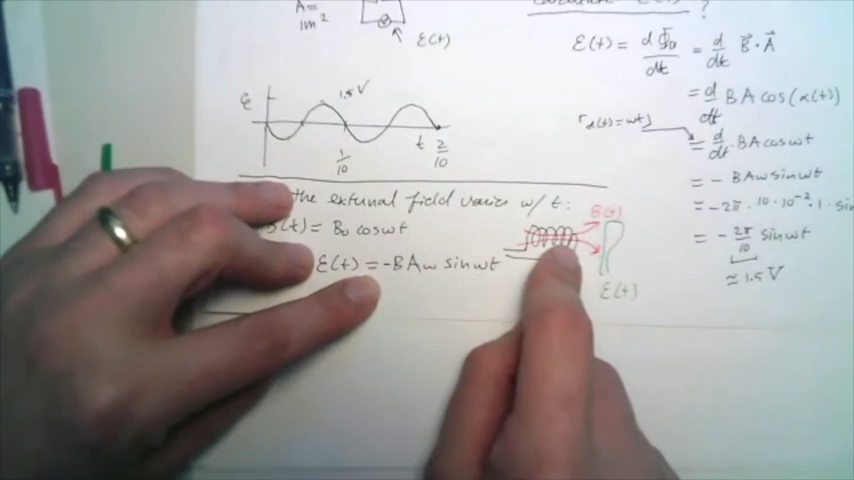 A =
1m²
ε(t)
?
ε(t) = dΦ_B/dt = d/dt B⃗ · A⃗
= d/dt BA cos(α(t))
α(t) = ωt
= d/dt · BA cos ωt
= - BAω sin ωt
= -2π · 10 · 10⁻² · 1 · sin
= - 2π/10 sin ωt
≈ 1.5 V
ε
1.5 V
1/10
t
2/10
the external field varies w/ t:
B(t) = B₀ cos ωt
ε(t) = -BAω sin ωt
B(t)
ε(t)